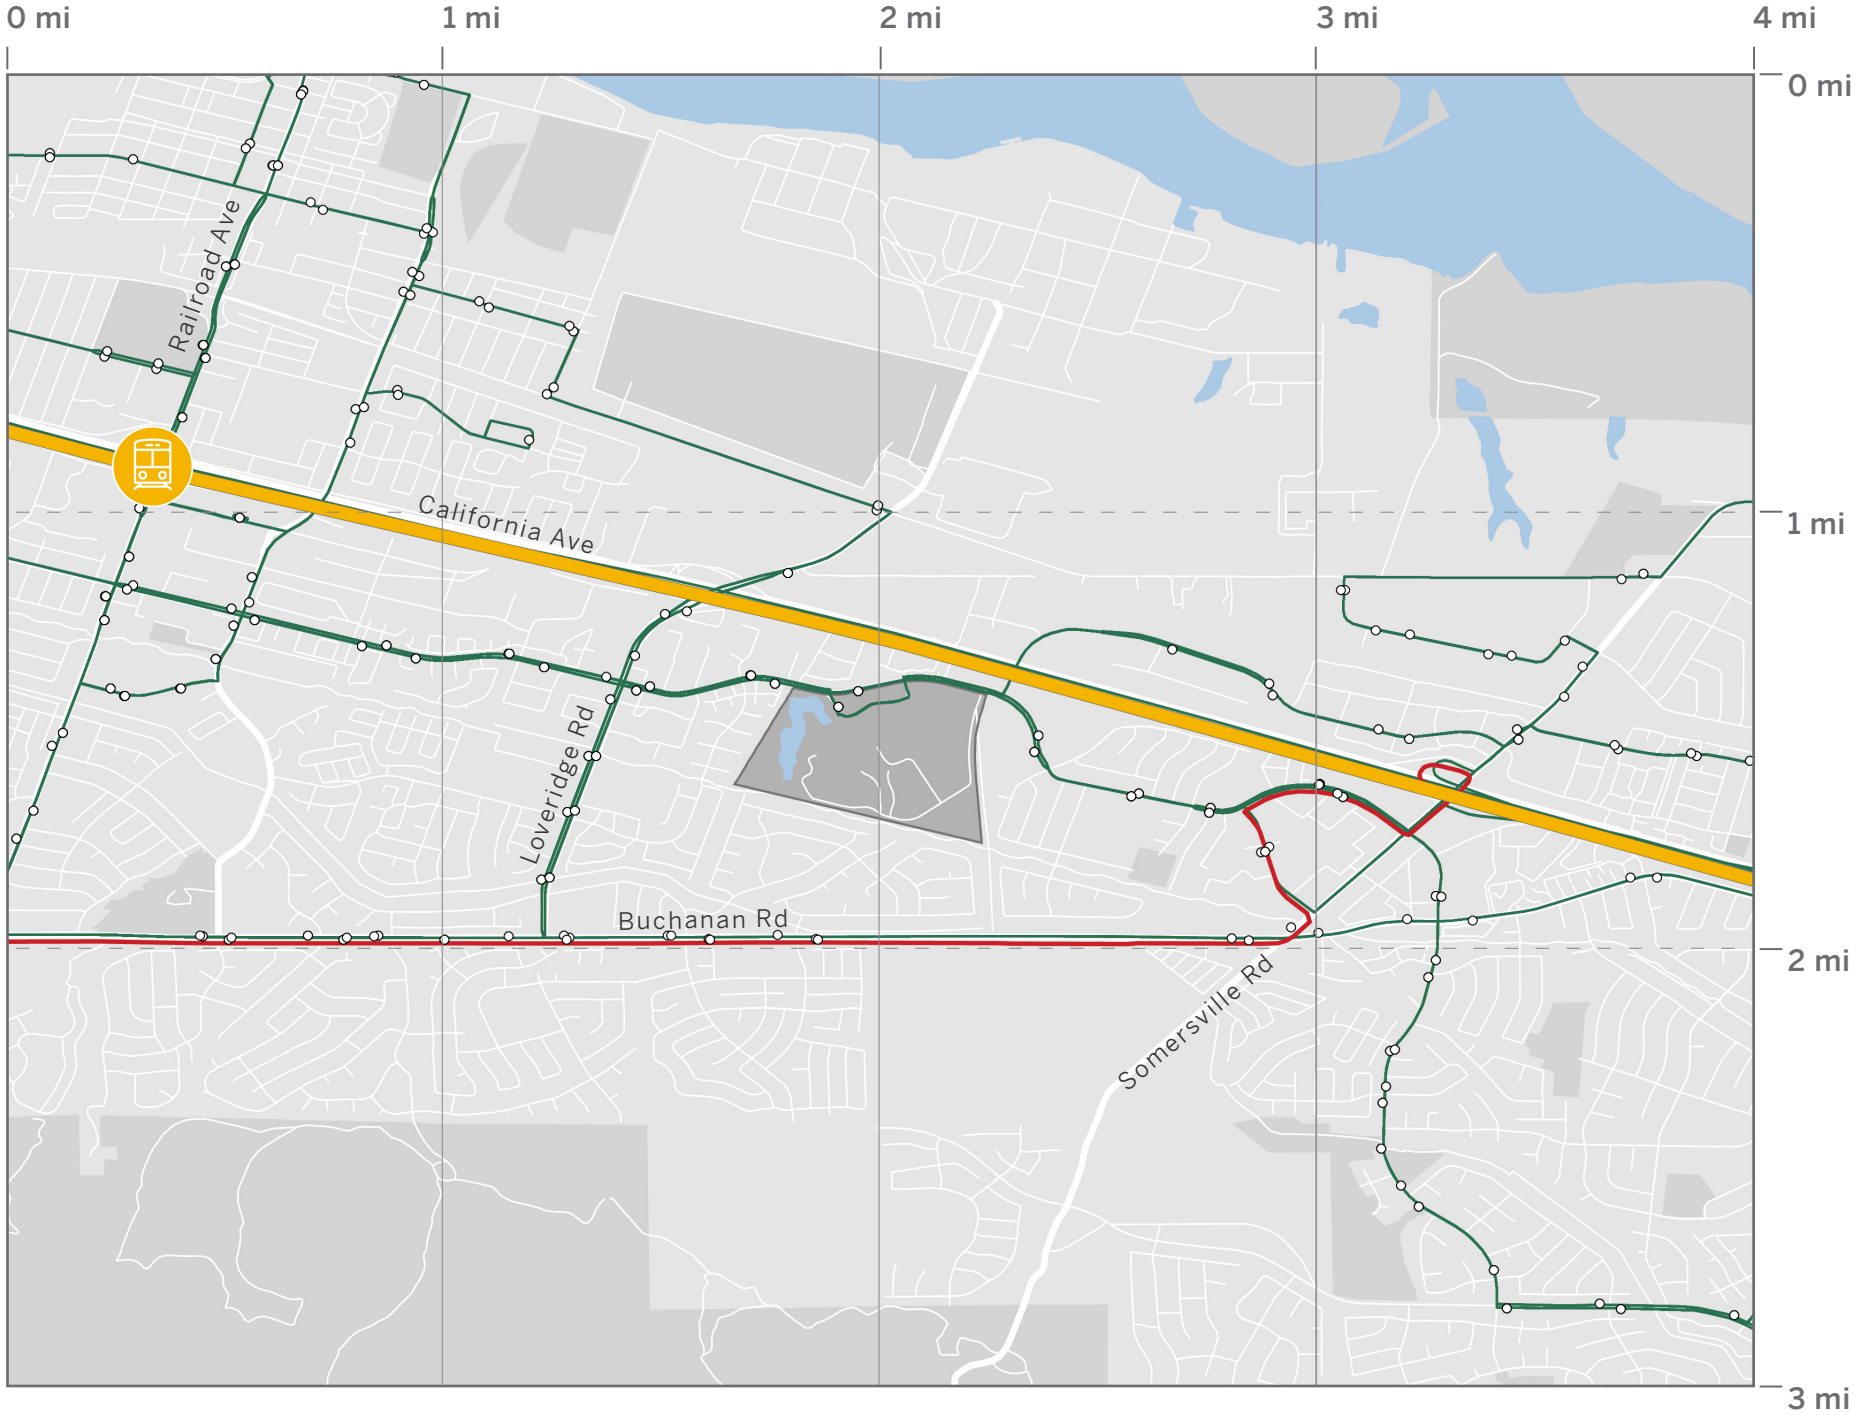 0 mi
1 mi
2 mi
3 mi
4 mi
0 mi
Railroad Ave
California Ave
1 mi
Loveridge Rd
Buchanan Rd
2 mi
Somersville Rd
3 mi